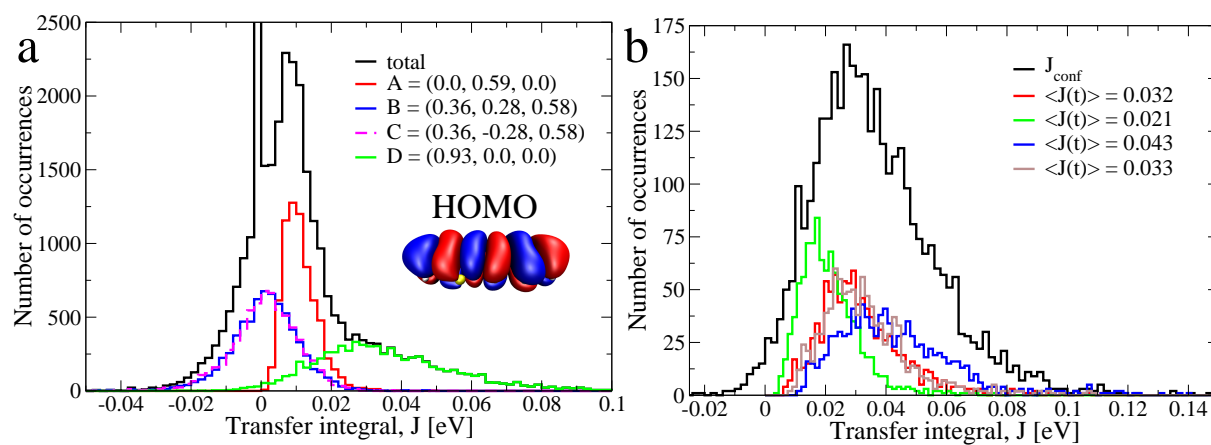 a
2500
2000
1500
1000
500
0
Number of occurrences
total
A = (0.0, 0.59, 0.0)
B = (0.36, 0.28, 0.58)
C = (0.36, -0.28, 0.58)
D = (0.93, 0.0, 0.0)
HOMO
-0.04 -0.02 0 0.02 0.04 0.06 0.08 0.1
Transfer integral, J [eV]
b
175
150
125
100
75
50
25
0
Number of occurrences
J_conf
<J(t)> = 0.032
<J(t)> = 0.021
<J(t)> = 0.043
<J(t)> = 0.033
-0.02 0 0.02 0.04 0.06 0.08 0.1 0.12 0.14
Transfer integral, J [eV]